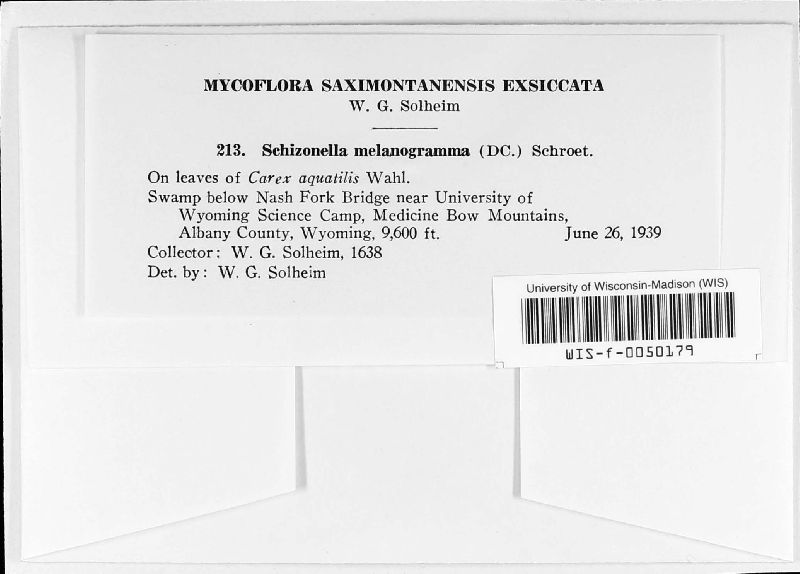 MYCOFLORA SAXIMONTANENSIS EXSICCATA
W. G. Solheim
213. Schizonella melanogramma (DC.) Schroet.
On leaves of Carex aquatilis Wahl.
Swamp below Nash Fork Bridge near University of
Wyoming Science Camp, Medicine Bow Mountains,
Albany County, Wyoming, 9,600 ft. June 26, 1939
Collector: W. G. Solheim, 1638
Det. by: W. G. Solheim
University of Wisconsin-Madison (WIS)
WIS-f-0050179